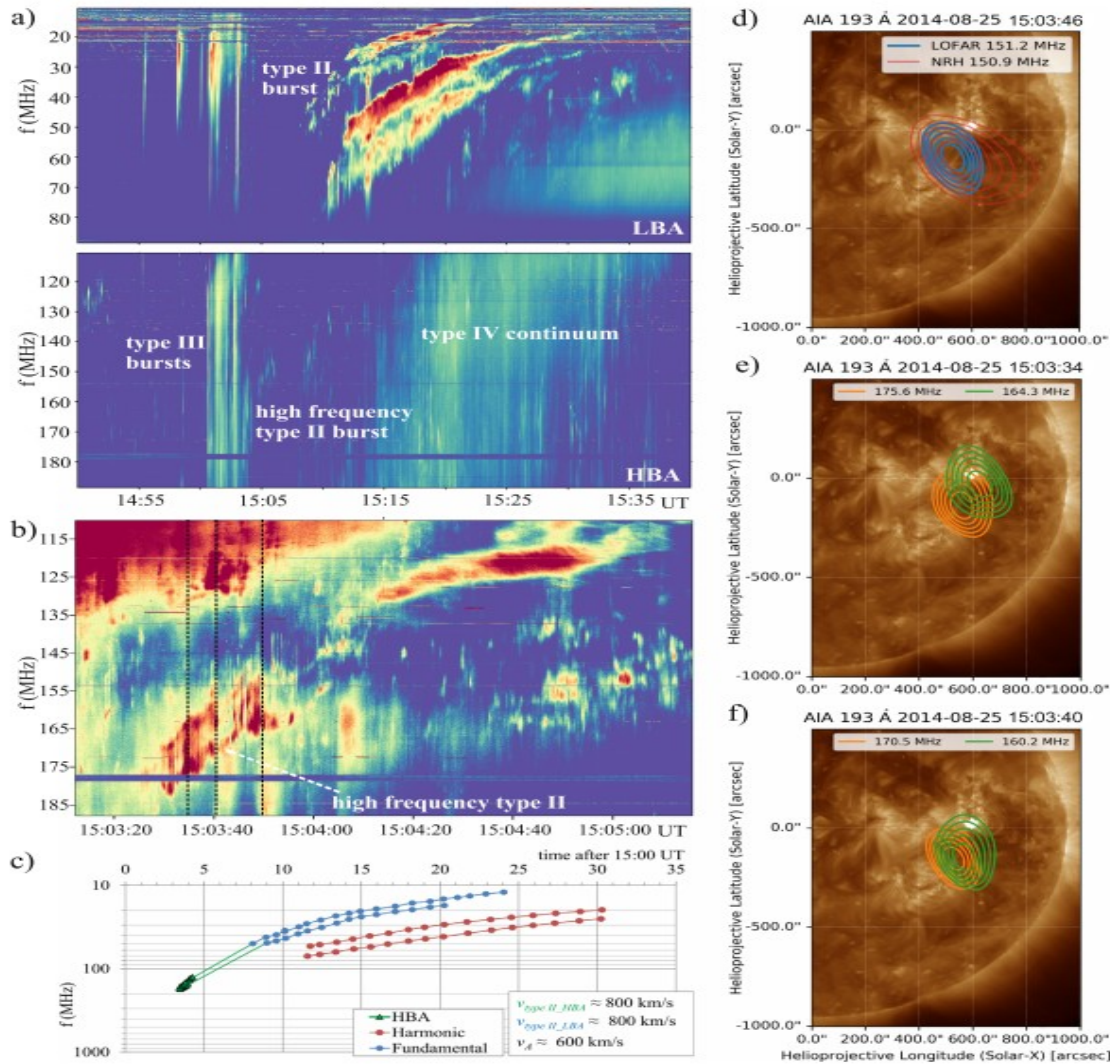 a)
20
30
40
50
60
70
80
f (MHz)
type II
burst
LBA
120
130
140
150
160
170
180
f (MHz)
type III
bursts
type IV continuum
high frequency
type II burst
HBA
14:55
15:05
15:15
15:25
15:35
UT
b)
115
125
135
145
155
165
175
185
f (MHz)
high frequency type II
15:03:20
15:03:40
15:04:00
15:04:20
15:04:40
15:05:00
UT
c)
time after 15:00 UT
0 5 10 15 20 25 30 35
10
100
1000
f (MHz)
HBA
Harmonic
Fundamental
v type II_HBA ≈ 800 km/s
v type II_LBA ≈ 800 km/s
v A ≈ 600 km/s
d)
AIA 193 Å 2014-08-25 15:03:46
LOFAR 151.2 MHz
NRH 150.9 MHz
0.0"
-500.0"
-1000.0"
Helioprojective Latitude (Solar-Y) [arcsec]
0.0" 200.0" 400.0" 600.0" 800.0" 1000.0"
e)
AIA 193 Å 2014-08-25 15:03:34
175.6 MHz 164.3 MHz
0.0"
-500.0"
-1000.0"
Helioprojective Latitude (Solar-Y) [arcsec]
0.0" 200.0" 400.0" 600.0" 800.0" 1000.0"
f)
AIA 193 Å 2014-08-25 15:03:40
170.5 MHz 160.2 MHz
0.0"
-500.0"
-1000.0"
Helioprojective Latitude (Solar-Y) [arcsec]
0.0" 200.0" 400.0" 600.0" 800.0" 1000.0"
Helioprojective Longitude (Solar-X) [arcsec]